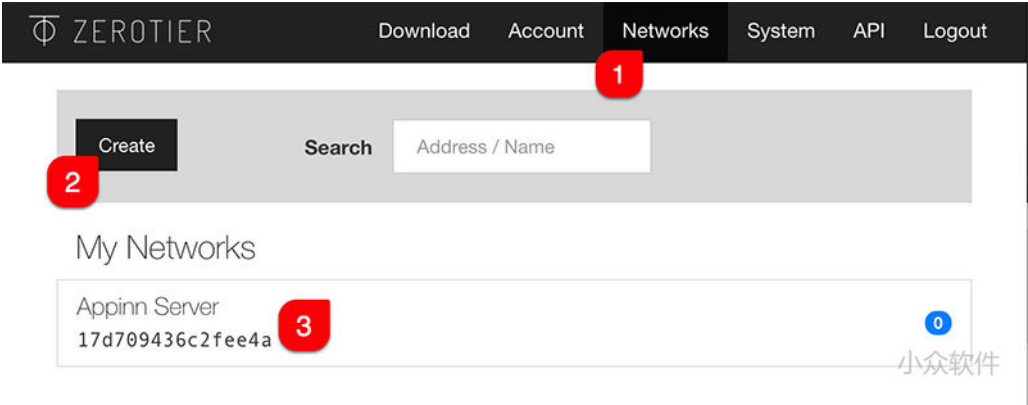 ZEROTIER Download Account Networks System API Logout
1
Create Search Address / Name
2
My Networks
Appinn Server
17d709436c2fee4a 3 0
小众软件